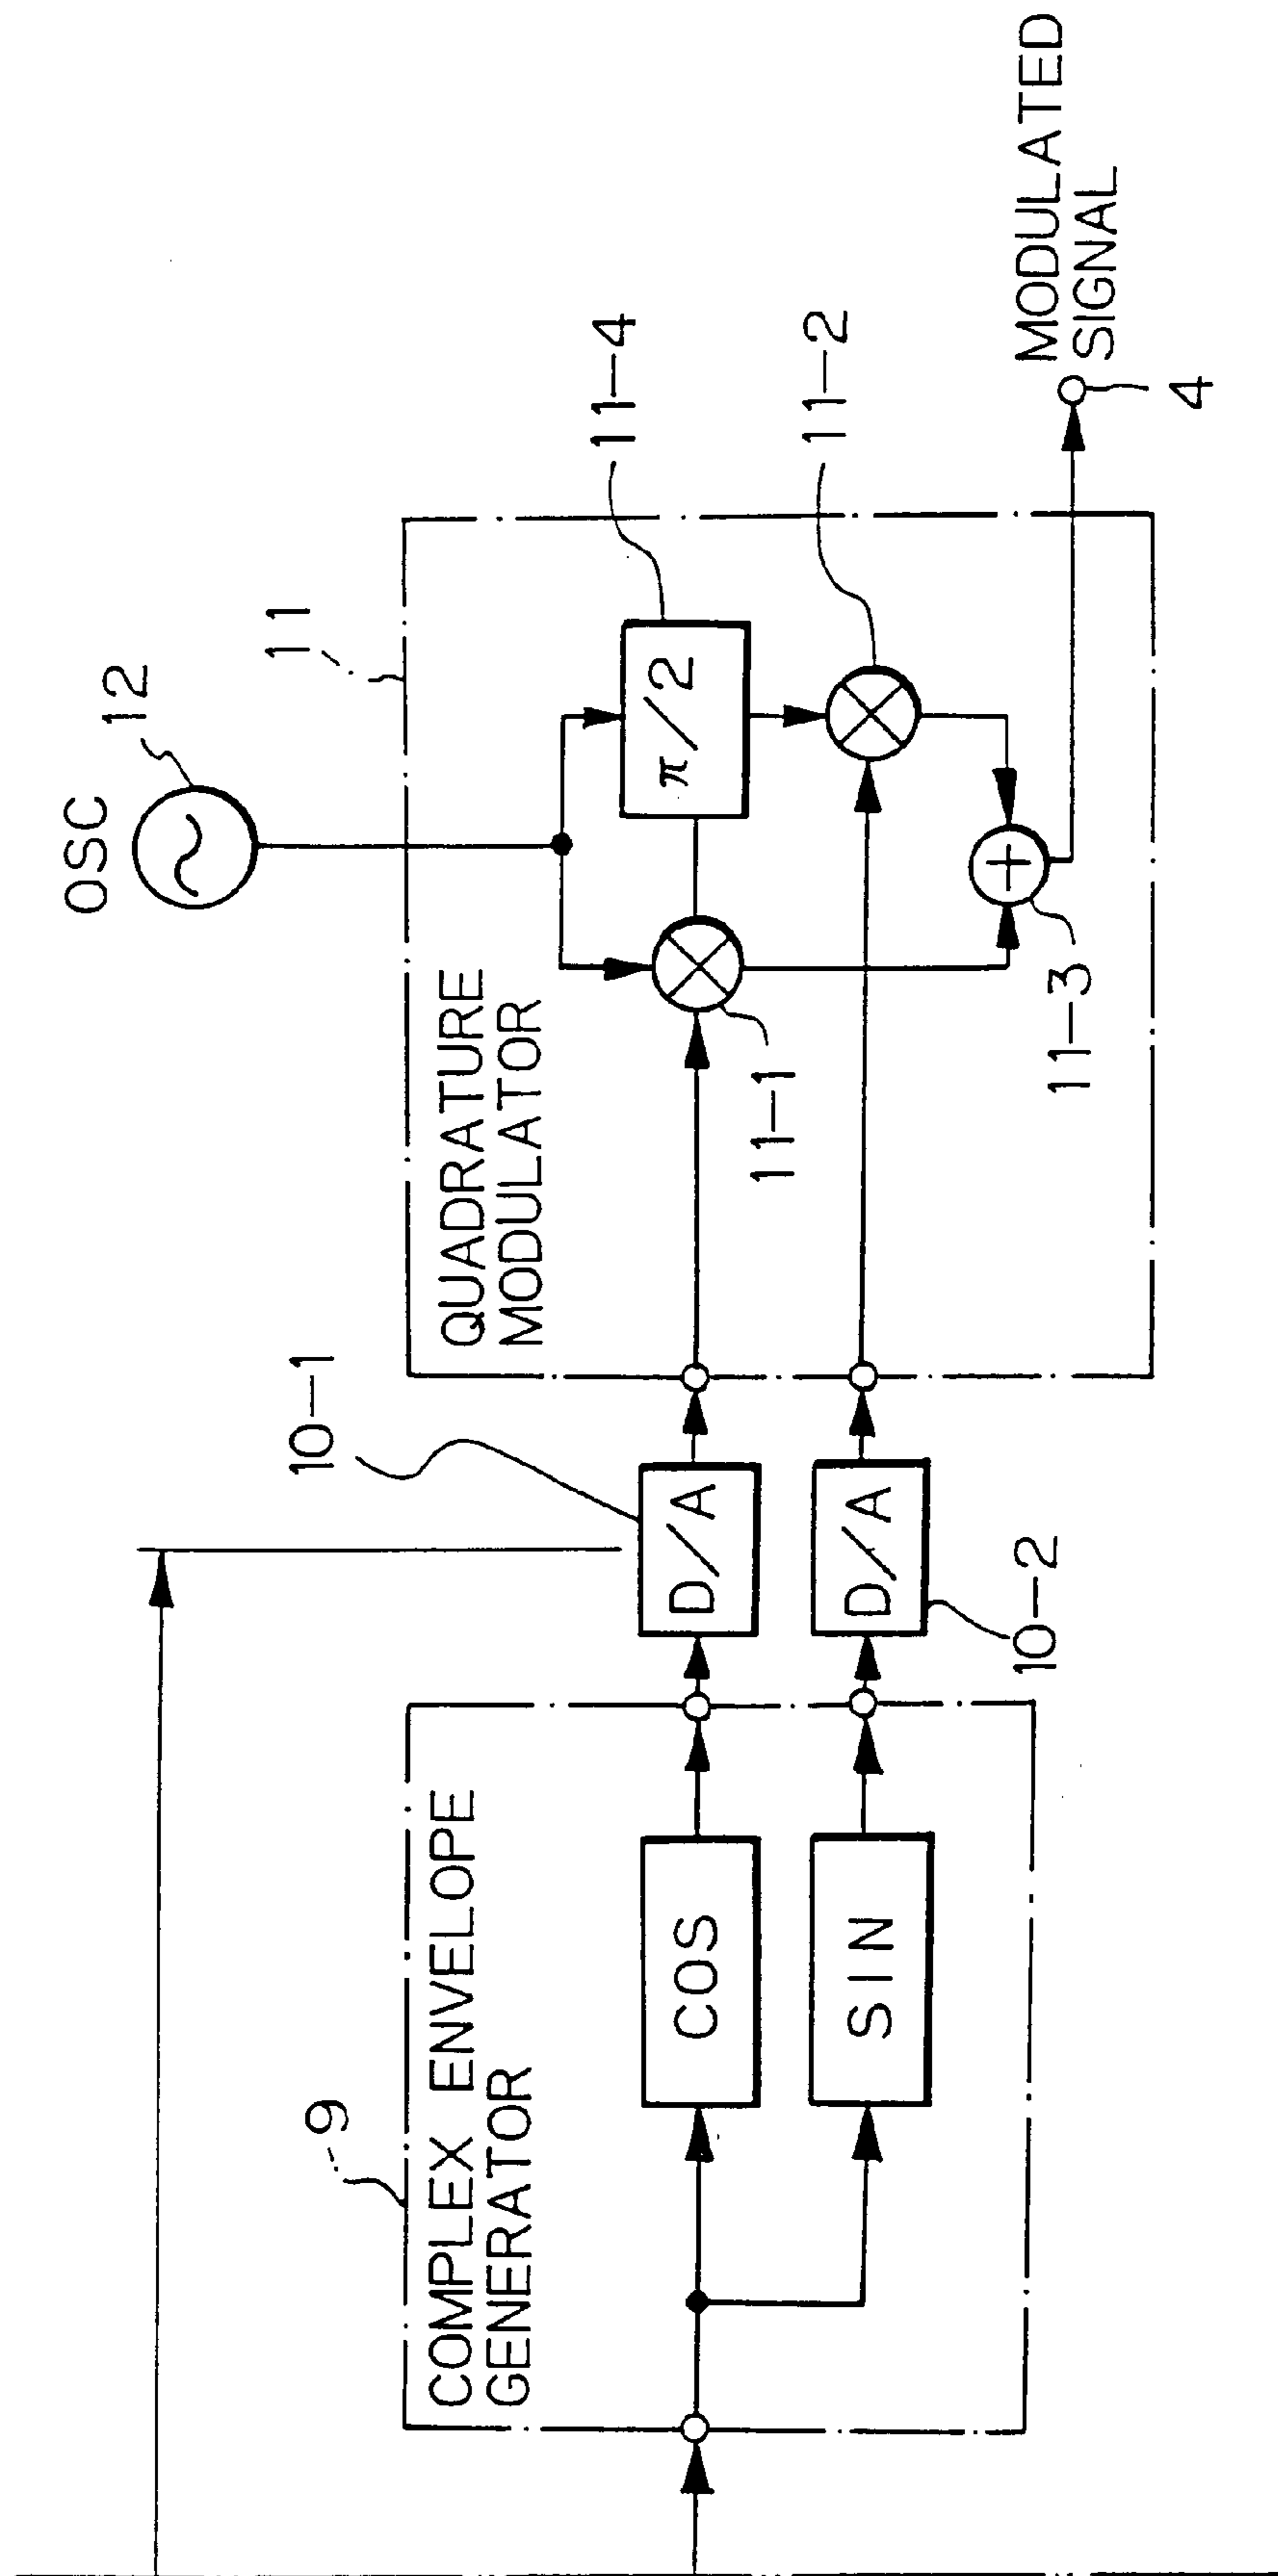 OSC
12
11
QUADRATURE
MODULATOR
11-4
π/2
11-2
11-1
11-3
MODULATED
SIGNAL
4
10-1
D/A
D/A
10-2
9
COMPLEX ENVELOPE
GENERATOR
COS
SIN